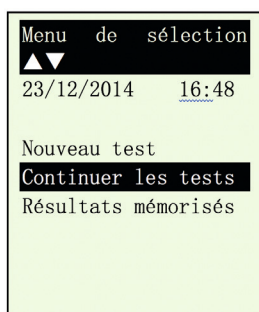 Menu de sélection
▲▼
23/12/2014 16:48
Nouveau test
Continuer les tests
Résultats mémorisés